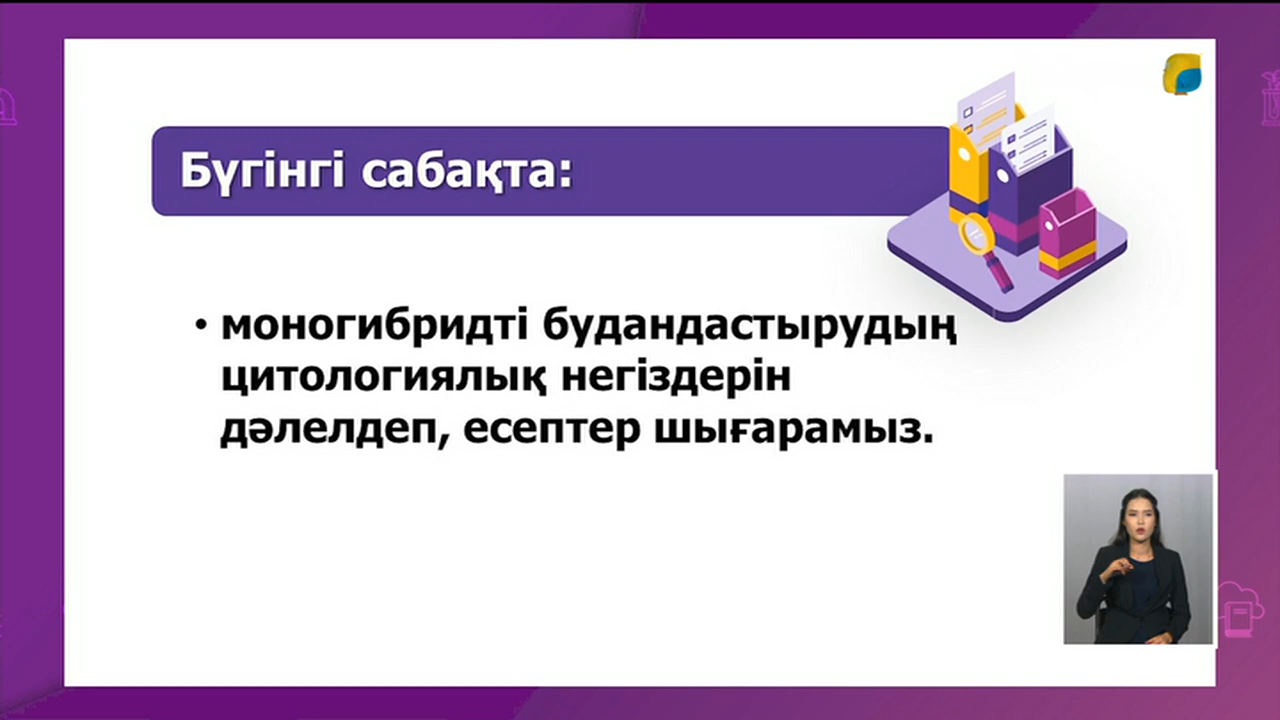 Бүгінгі сабақта:
• моногибридті будандастырудың
цитологиялық негіздерін
дәлелдеп, есептер шығарамыз.